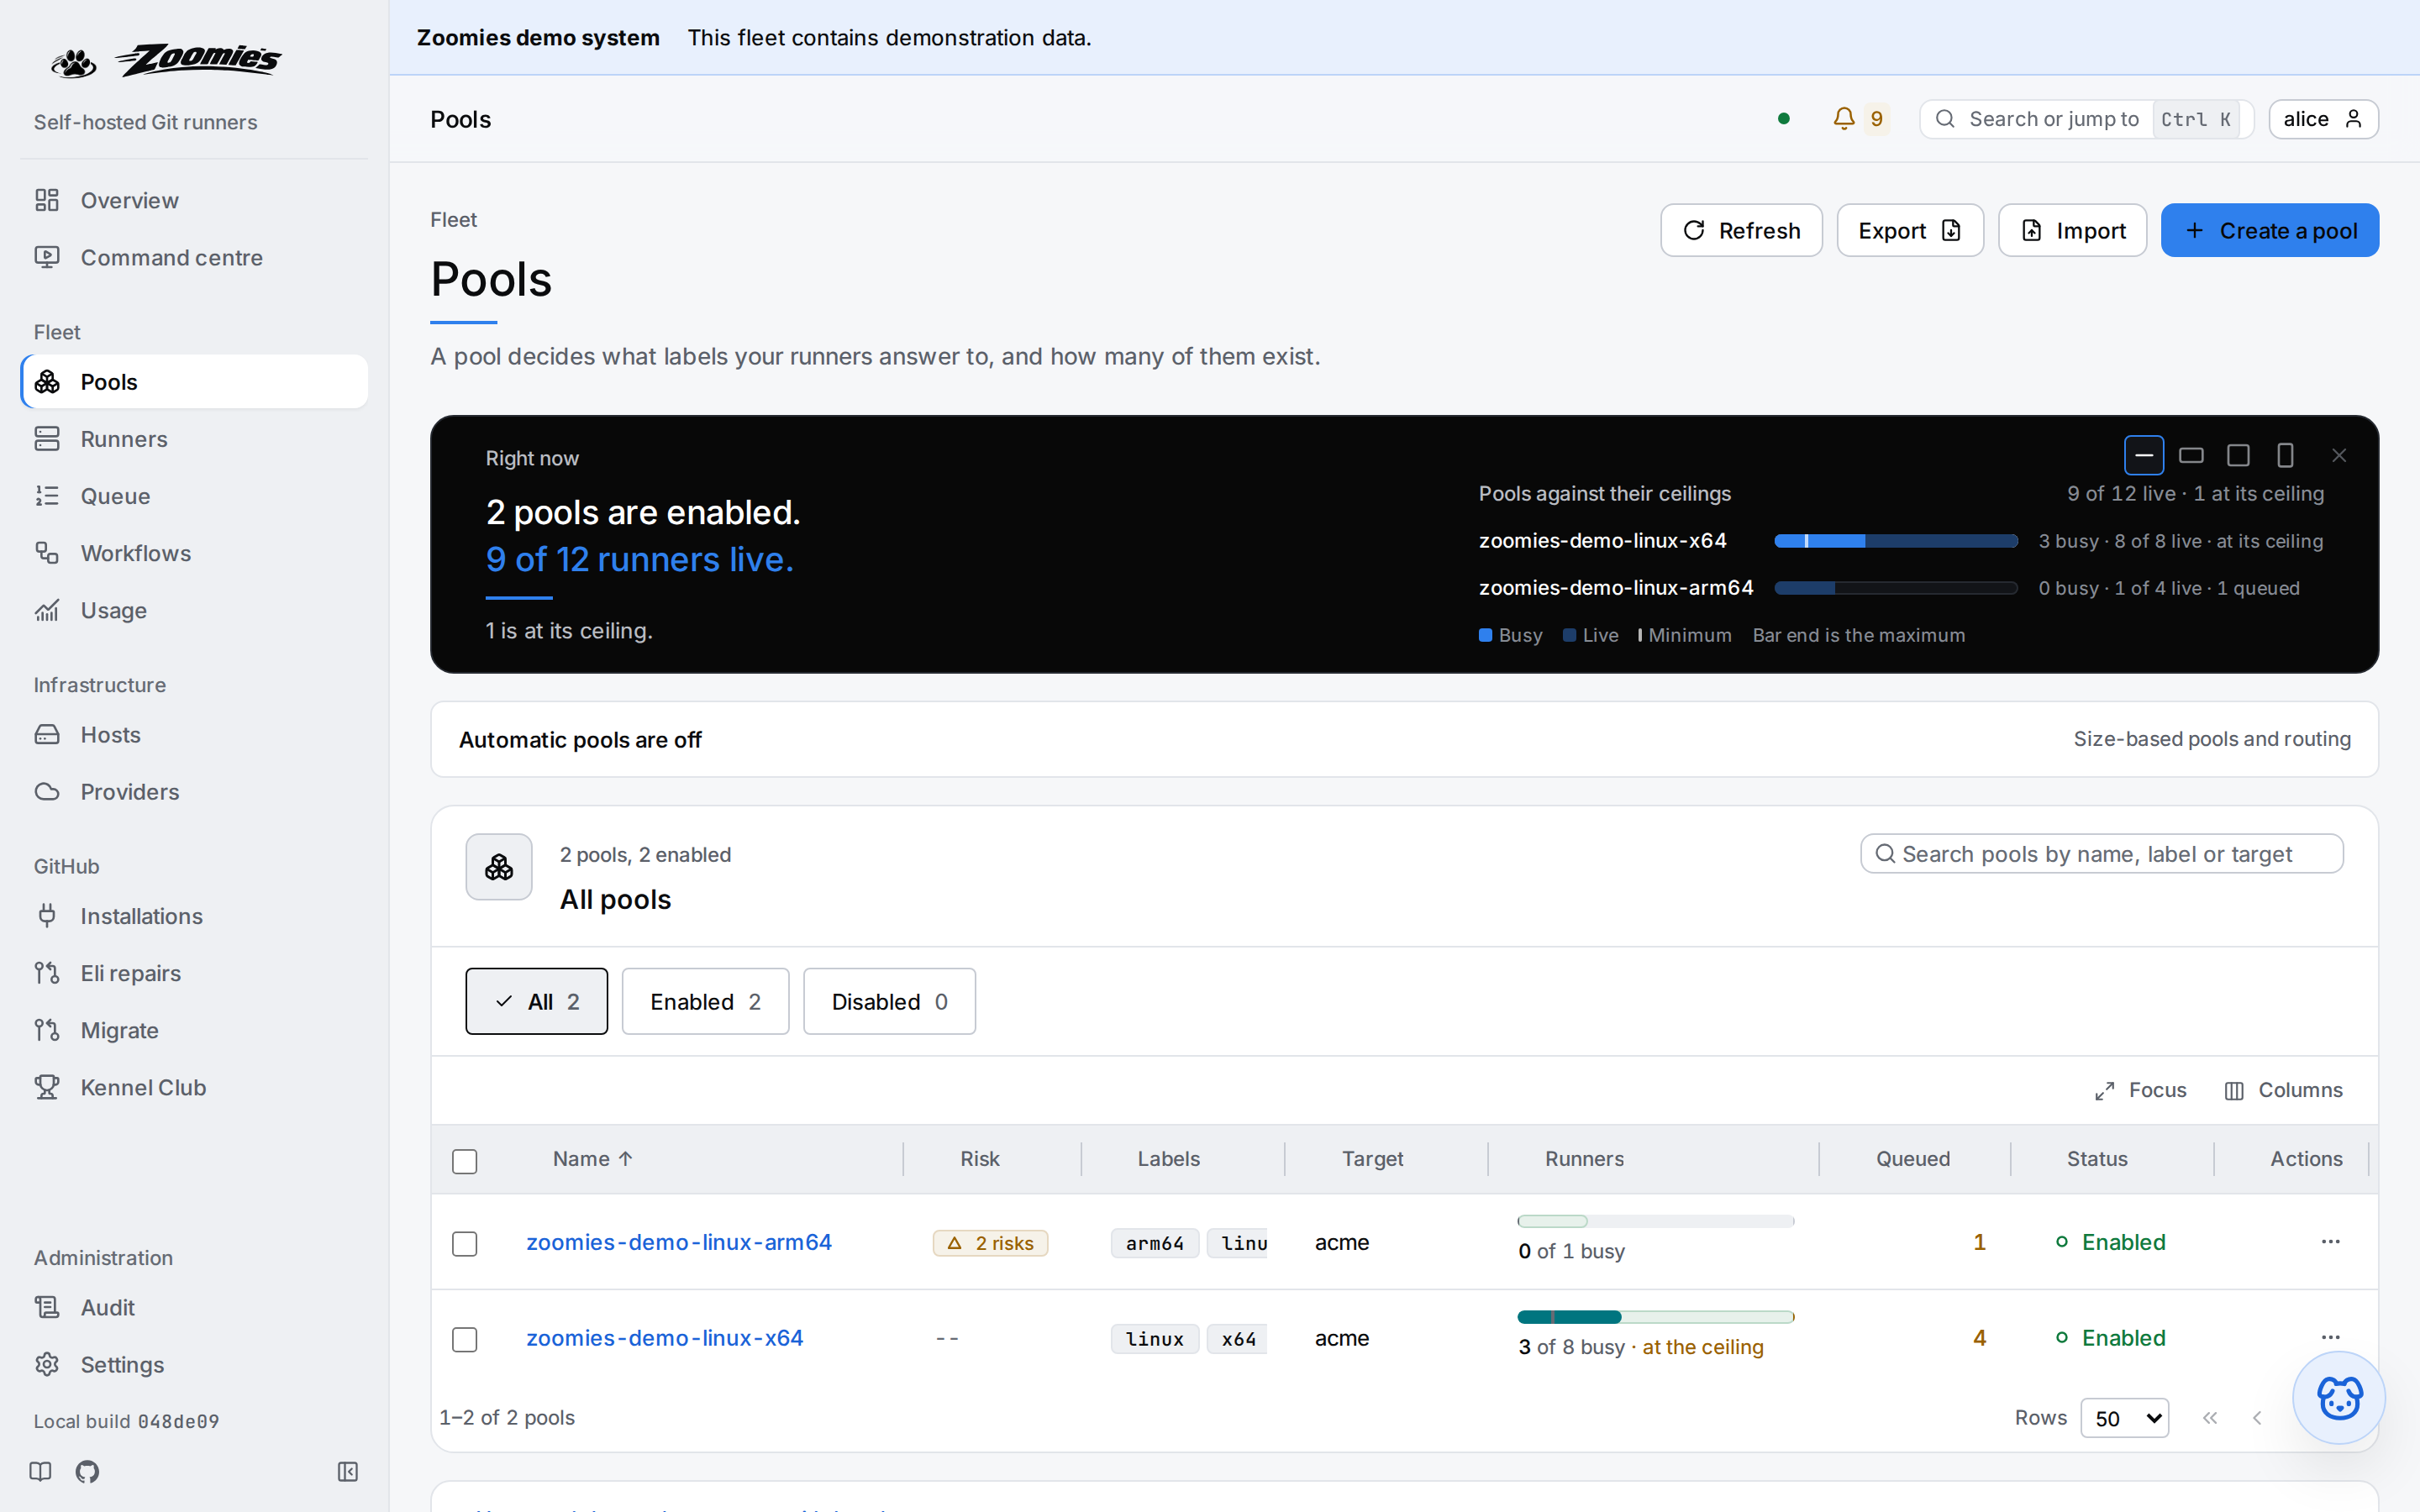 Zoomies
Self-hosted Git runners
Overview
Command centre
Fleet
Pools
Runners
Queue
Workflows
Usage
Infrastructure
Hosts
Providers
GitHub
Installations
Eli repairs
Migrate
Kennel Club
Administration
Audit
Settings
Local build 048de09
Zoomies demo system This fleet contains demonstration data.
Pools
9
Search or jump to Ctrl K
alice
Fleet
Pools
A pool decides what labels your runners answer to, and how many of them exist.
Refresh
Export
Import
Create a pool
Right now
2 pools are enabled.
9 of 12 runners live.
1 is at its ceiling.
Pools against their ceilings 9 of 12 live · 1 at its ceiling
zoomies-demo-linux-x64 3 busy · 8 of 8 live · at its ceiling
zoomies-demo-linux-arm64 0 busy · 1 of 4 live · 1 queued
Busy Live Minimum Bar end is the maximum
Automatic pools are off Size-based pools and routing
2 pools, 2 enabled
All pools
Search pools by name, label or target
All 2 Enabled 2 Disabled 0
Focus Columns
Name ↑ Risk Labels Target Runners Queued Status Actions
zoomies-demo-linux-arm64 2 risks arm64 linu acme 0 of 1 busy 1 Enabled ...
zoomies-demo-linux-x64 -- linux x64 acme 3 of 8 busy · at the ceiling 4 Enabled ...
1–2 of 2 pools Rows 50